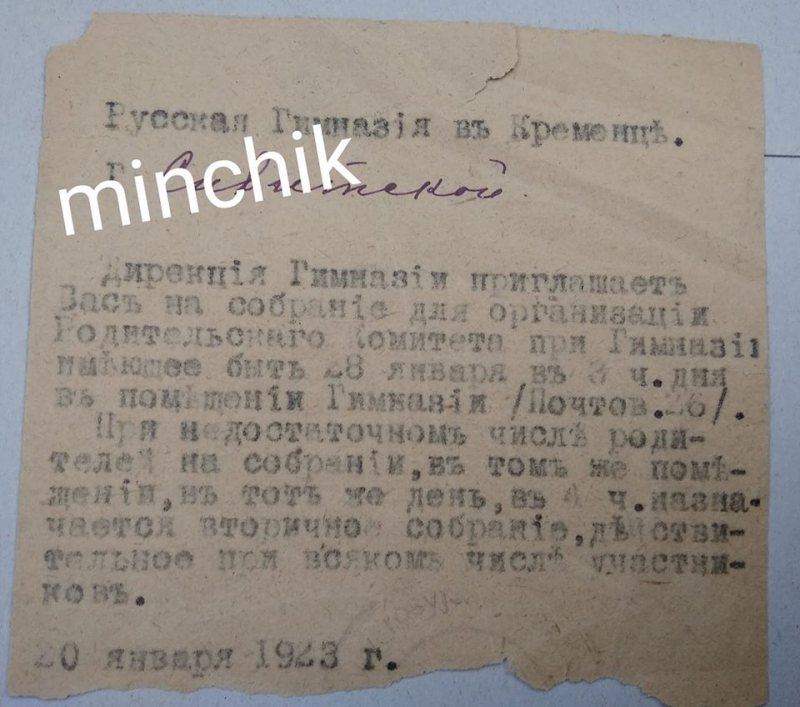 Русская Гимназія въ Кременцѣ.
minchik
Дирекція Гимназіи приглашаетъ
Васъ на собраніе для организаціи
Родительскаго Комитета при Гимназіи
имѣющее быть 28 января въ 3 ч.дня
въ помѣщеніи Гимназіи /Почтов.26/.
При недостаточномъ числѣ роди-
телей на собраніи,въ томъ же помѣ-
щеніи,въ тотъ же день,въ 4 ч.назна-
чается вторичное собраніе,дѣйстви-
тельное при всякомъ числѣ участни-
ковъ.
20 января 1923 г.